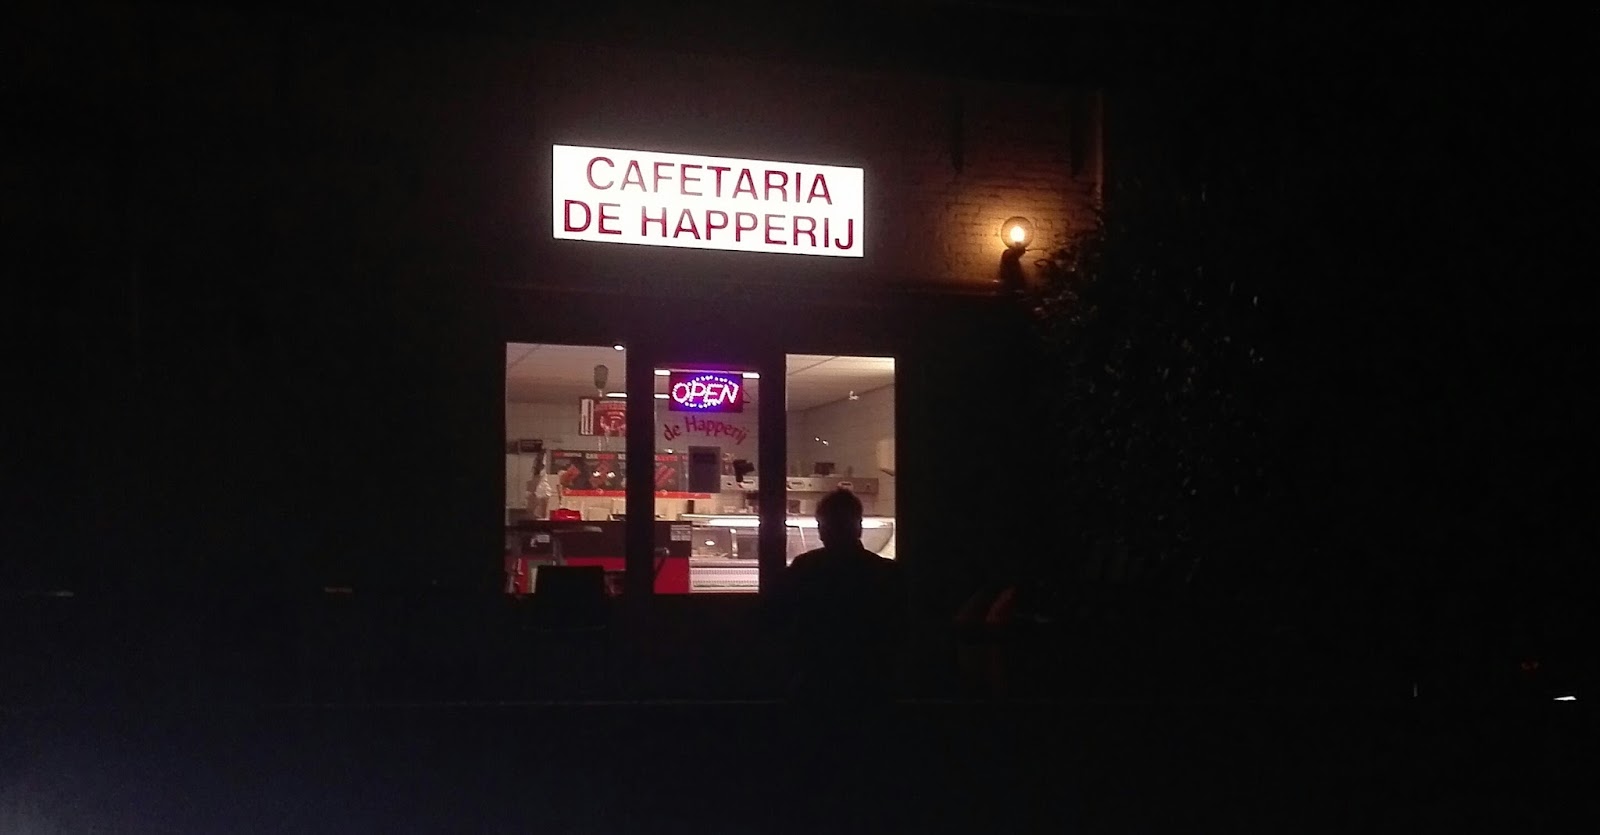 CAFETARIA
DE HAPPERIJ
OPEN
de Happerij